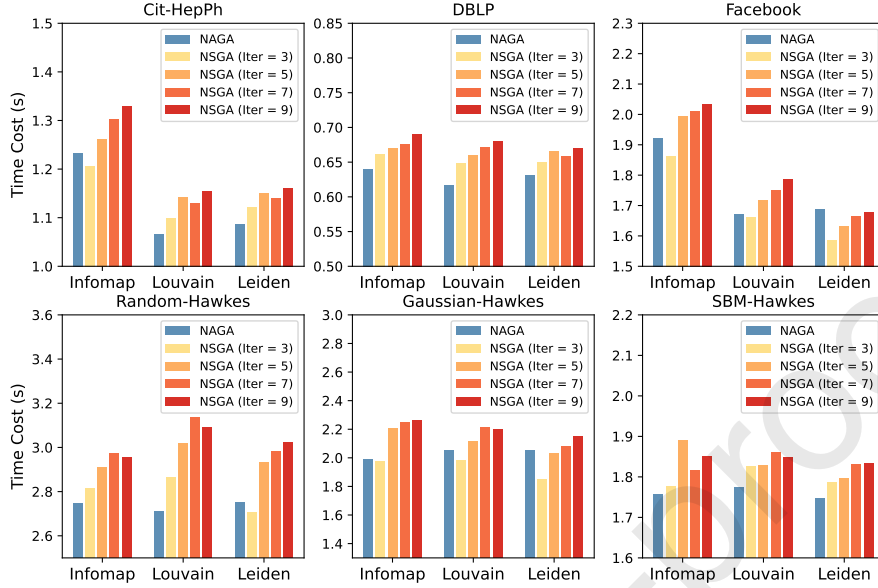 Cit-HepPh
DBLP
Facebook
Time Cost (s)
1.5
1.4
1.3
1.2
1.1
1.0
NAGA
NSGA (Iter = 3)
NSGA (Iter = 5)
NSGA (Iter = 7)
NSGA (Iter = 9)
Infomap Louvain Leiden
0.85
0.80
0.75
0.70
0.65
0.60
0.55
0.50
NAGA
NSGA (Iter = 3)
NSGA (Iter = 5)
NSGA (Iter = 7)
NSGA (Iter = 9)
Infomap Louvain Leiden
2.3
2.2
2.1
2.0
1.9
1.8
1.7
1.6
1.5
NAGA
NSGA (Iter = 3)
NSGA (Iter = 5)
NSGA (Iter = 7)
NSGA (Iter = 9)
Infomap Louvain Leiden
Random-Hawkes
Gaussian-Hawkes
SBM-Hawkes
Time Cost (s)
3.6
3.4
3.2
3.0
2.8
2.6
NAGA
NSGA (Iter = 3)
NSGA (Iter = 5)
NSGA (Iter = 7)
NSGA (Iter = 9)
Infomap Louvain Leiden
3.0
2.8
2.6
2.4
2.2
2.0
1.8
1.6
1.4
NAGA
NSGA (Iter = 3)
NSGA (Iter = 5)
NSGA (Iter = 7)
NSGA (Iter = 9)
Infomap Louvain Leiden
2.2
2.1
2.0
1.9
1.8
1.7
1.6
NAGA
NSGA (Iter = 3)
NSGA (Iter = 5)
NSGA (Iter = 7)
NSGA (Iter = 9)
Infomap Louvain Leiden